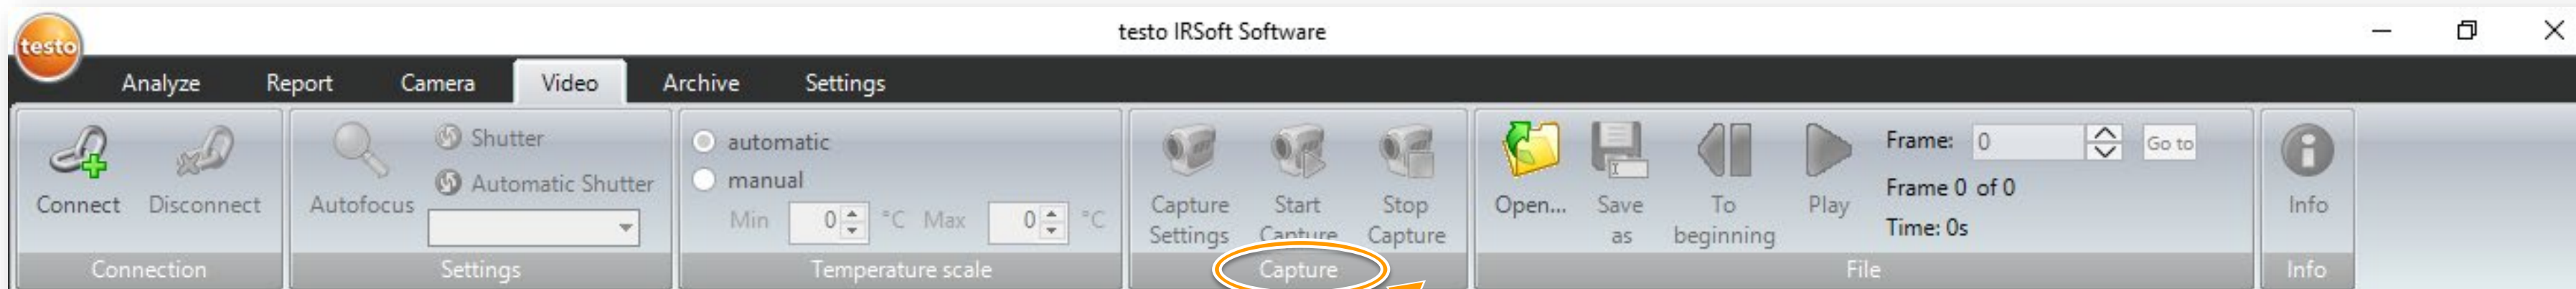 testo IRSoft Software
testo
Analyze Report Camera Video Archive Settings
Connect Disconnect
Connection
Autofocus
Shutter
Automatic Shutter
Settings
automatic
manual
Min 0 °C Max 0 °C
Temperature scale
Capture Settings
Start Capture
Stop Capture
Capture
Open...
Save as
To beginning
Play
Frame: 0 Go to
Frame 0 of 0
Time: 0s
File
Info
Info